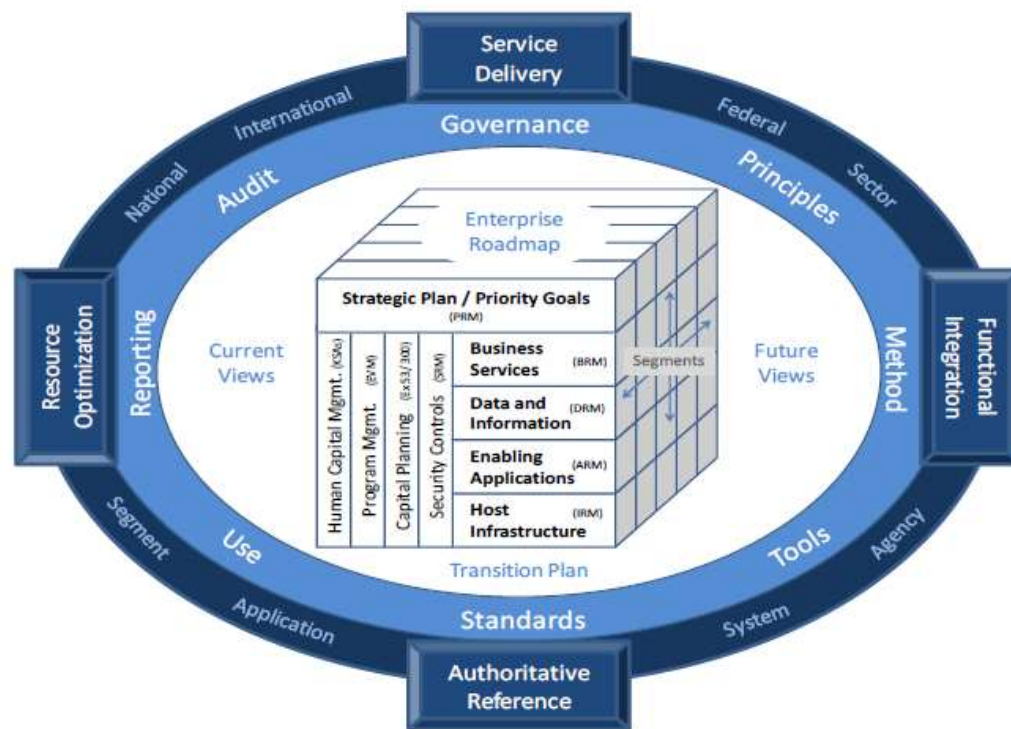 Service
Delivery
International
Federal
National
Sector
Governance
Audit
Principles
Enterprise
Roadmap
Strategic Plan / Priority Goals
(PRM)
Resource
Optimization
Reporting
Current
Views
Human Capital Mgmt. (KSAs)
Program Mgmt. (EVM)
Capital Planning (Ex53/300)
Security Controls (SRM)
Business
Services (BRM)
Data and
Information (DRM)
Enabling
Applications (ARM)
Host
Infrastructure (IRM)
Segments
Future
Views
Method
Functional
Integration
Transition Plan
Use
Tools
Standards
Segment
Agency
Application
System
Authoritative
Reference